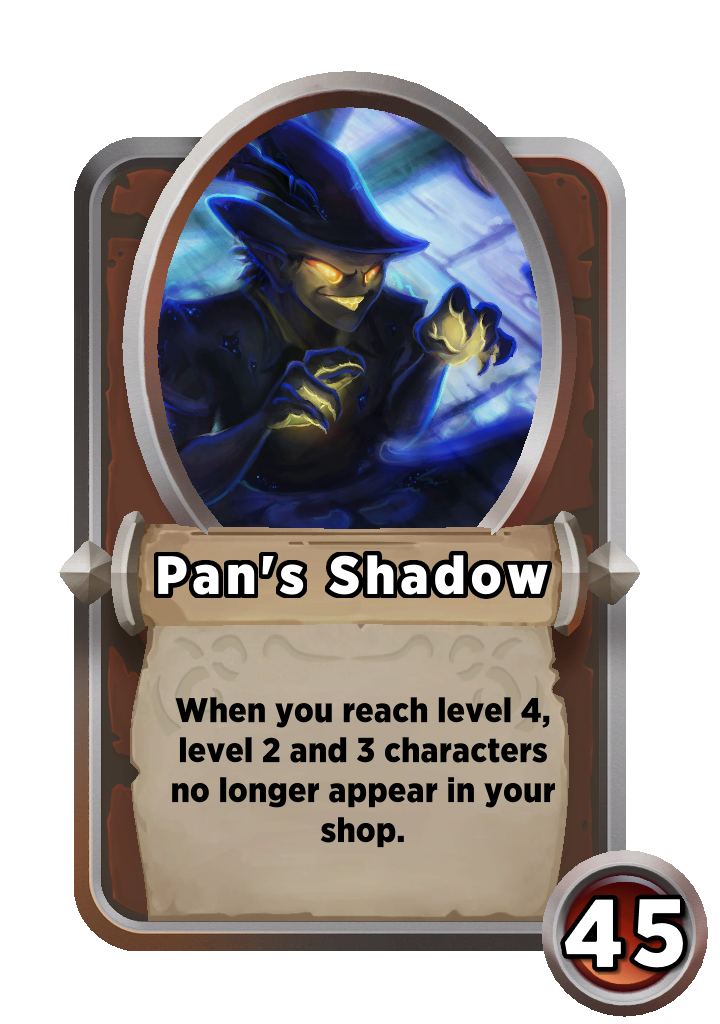 Pan's Shadow
When you reach level 4,
level 2 and 3 characters
no longer appear in your
shop.
45